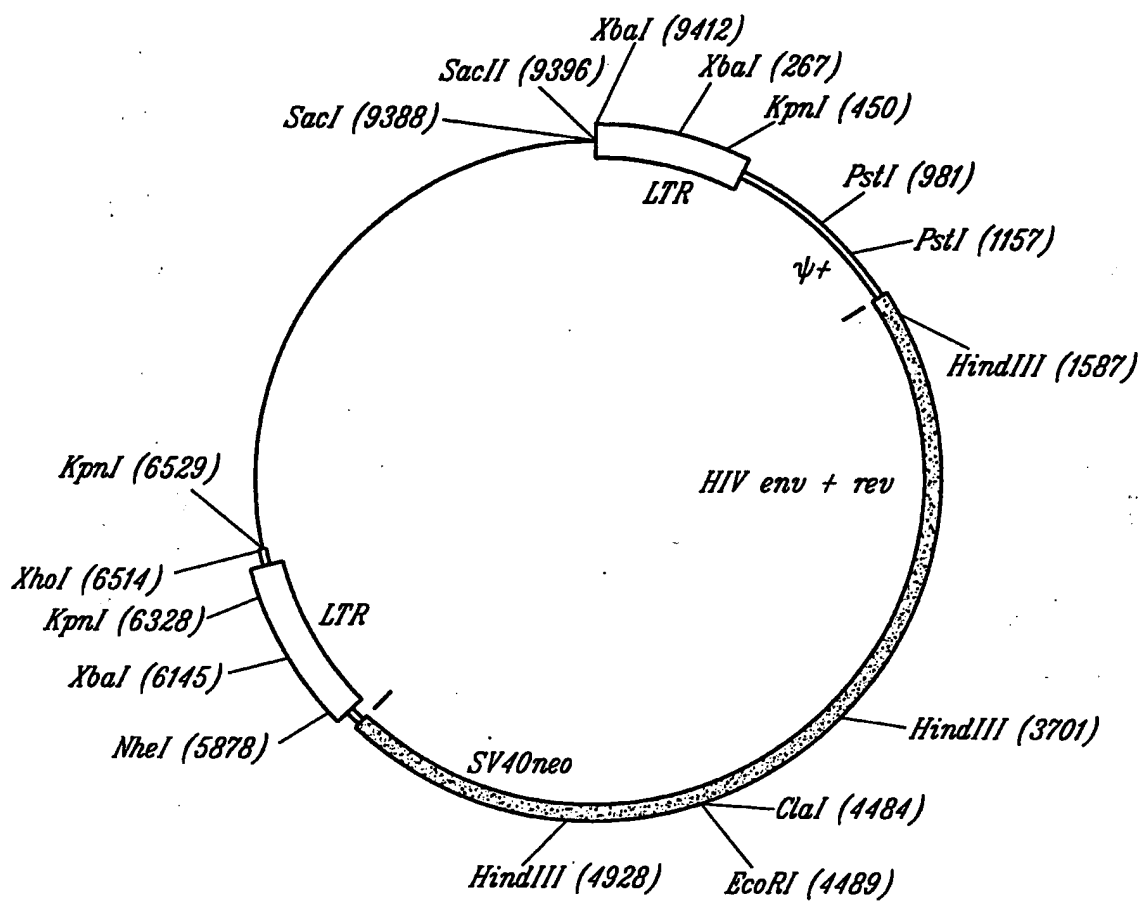 XbaI (9412)
SacII (9396)
XbaI (267)
SacI (9388)
KpnI (450)
LTR
PstI (981)
PstI (1157)
ψ+
HindIII (1587)
KpnI (6529)
HIV env + rev
XhoI (6514)
KpnI (6328)
LTR
XbaI (6145)
NheI (5878)
HindIII (3701)
SV40neo
ClaI (4484)
HindIII (4928)
EcoRI (4489)